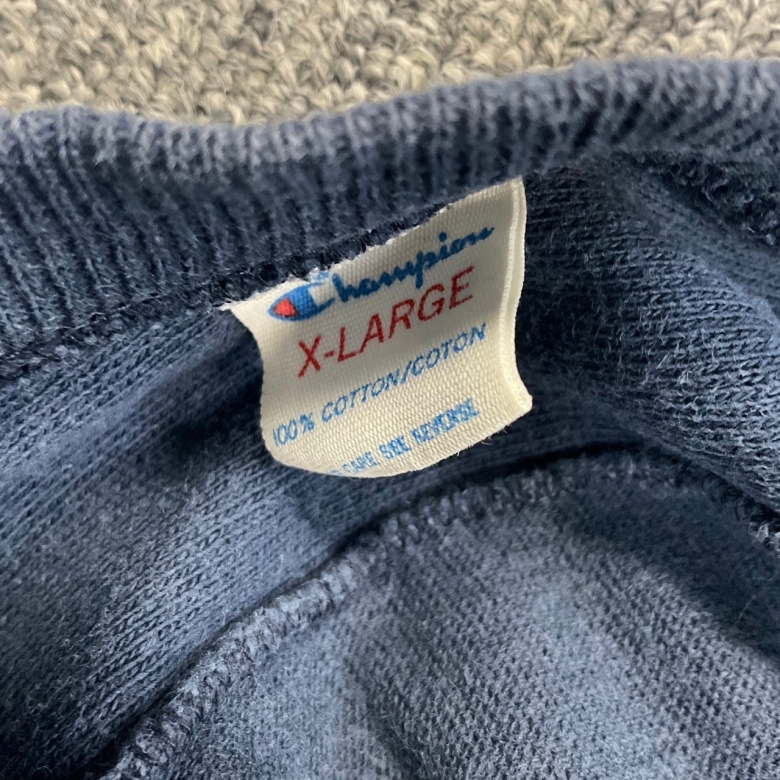 Champion
X-LARGE
100% COTTON/COTON
CARE SEE REVERSE